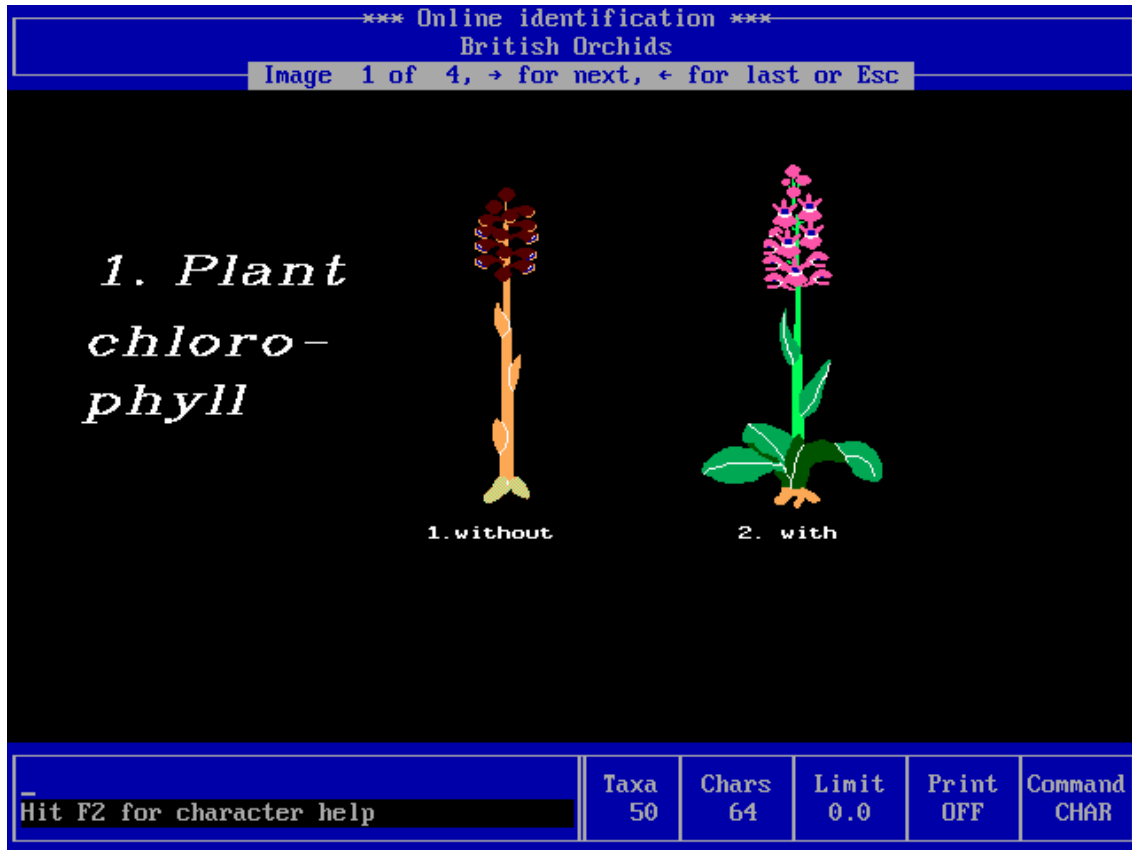 *** Online identification ***
British Orchids
Image 1 of 4, → for next, ← for last or Esc
1. Plant
chloro-
phyll
1.without
2. with
_
Hit F2 for character help
Taxa
50
Chars
64
Limit
0.0
Print
OFF
Command
CHAR